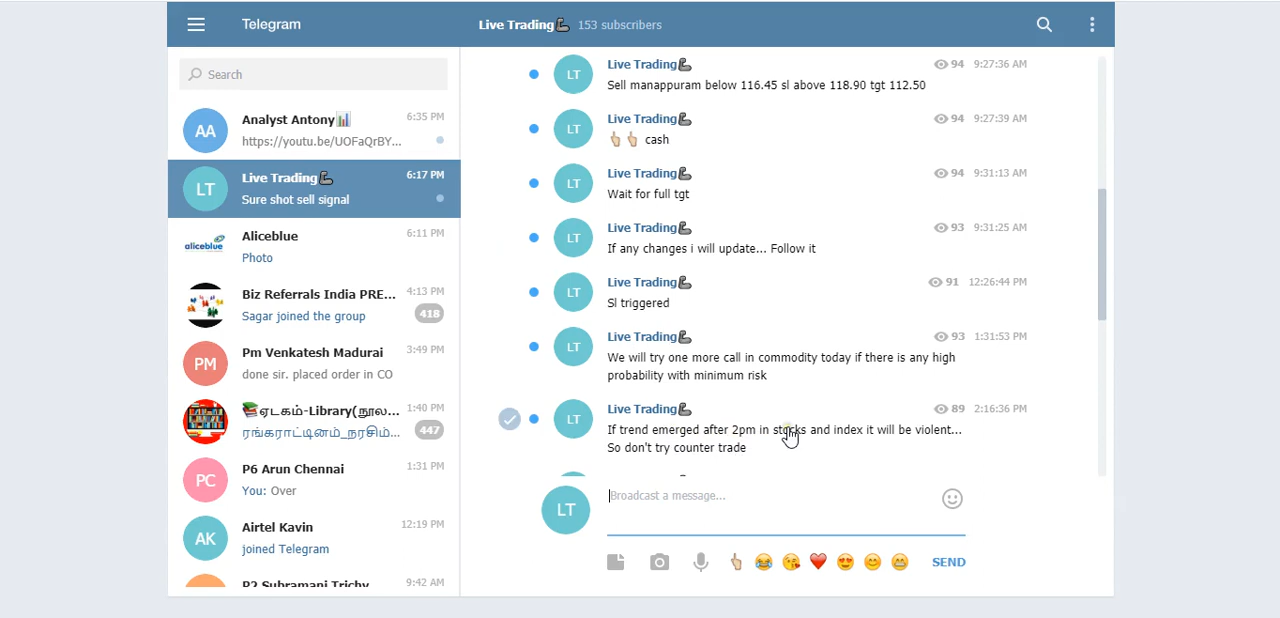 Telegram
Live Trading💪 153 subscribers
Search
AA
Analyst Antony📊
6:35 PM
https://youtu.be/UOFaQrBY...
LT
Live Trading💪
6:17 PM
Sure shot sell signal
aliceblue
Aliceblue
6:11 PM
Photo
Biz Referrals India PRE...
4:13 PM
Sagar joined the group
418
PM
Pm Venkatesh Madurai
3:49 PM
done sir. placed order in CO
📚ஏடகம்-Library(நூல...
1:40 PM
ரங்கராட்டினம்_நரசிம்...
447
PC
P6 Arun Chennai
1:31 PM
You: Over
AK
Airtel Kavin
12:19 PM
joined Telegram
P2 Subramani Trichy
9:42 AM
LT
Live Trading💪
94 9:27:36 AM
Sell manappuram below 116.45 sl above 118.90 tgt 112.50
LT
Live Trading💪
94 9:27:39 AM
👆🏼👆🏼 cash
LT
Live Trading💪
94 9:31:13 AM
Wait for full tgt
LT
Live Trading💪
93 9:31:25 AM
If any changes i will update... Follow it
LT
Live Trading💪
91 12:26:44 PM
Sl triggered
LT
Live Trading💪
93 1:31:53 PM
We will try one more call in commodity today if there is any high
probability with minimum risk
LT
Live Trading💪
89 2:16:36 PM
If trend emerged after 2pm in stocks and index it will be violent...
So don't try counter trade
LT
Broadcast a message...
SEND